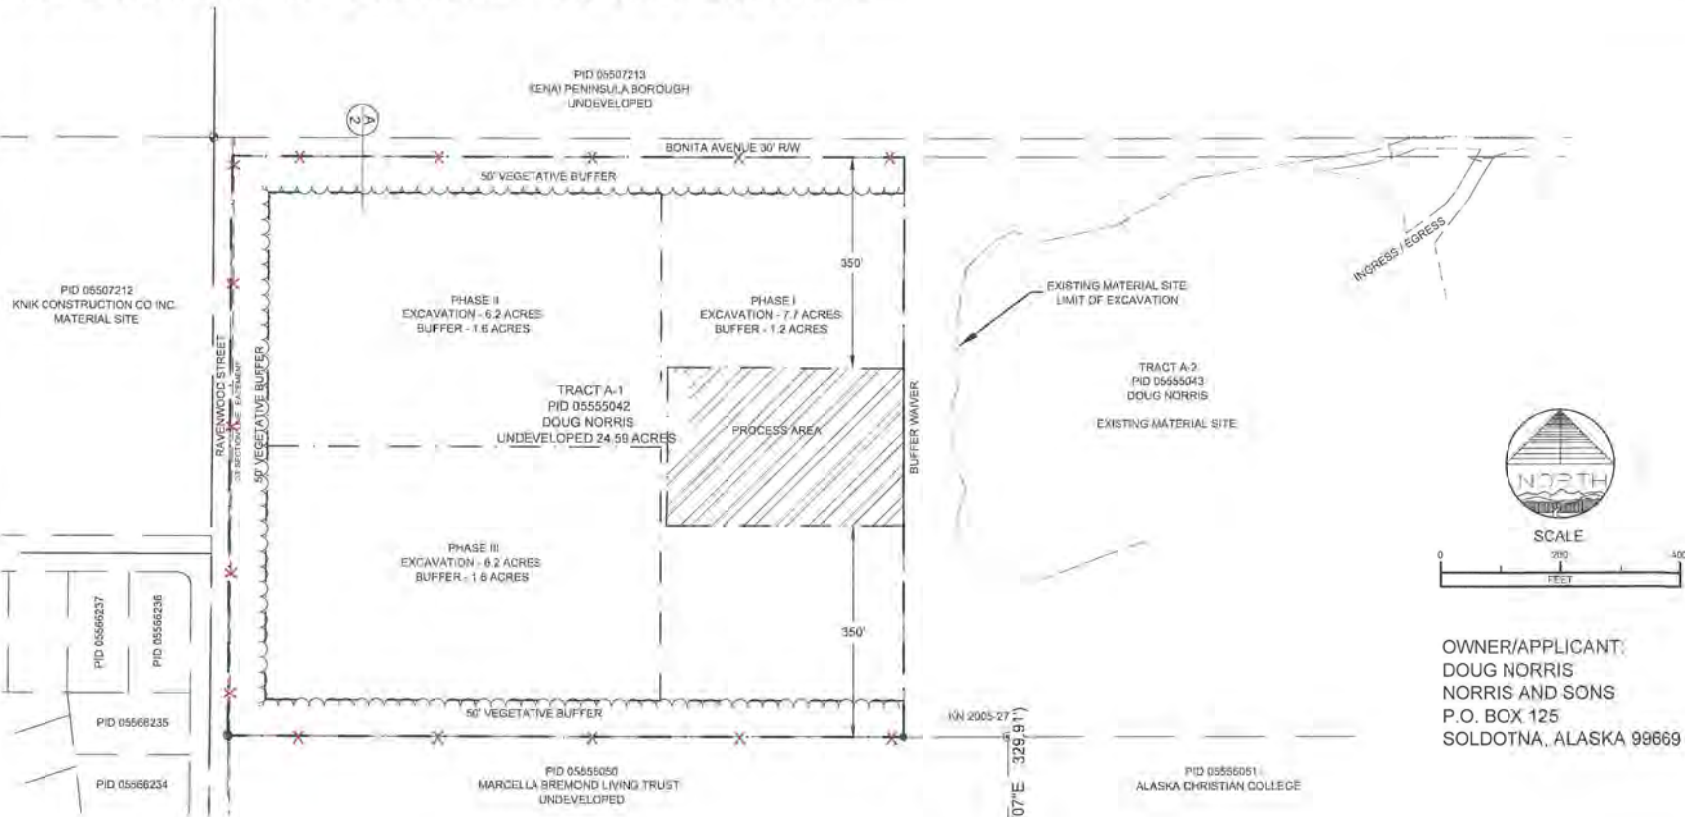 PID 05507213
KENAI PENINSULA BOROUGH
UNDEVELOPED
A
2
BONITA AVENUE 30' R/W
50' VEGETATIVE BUFFER
INGRESS / EGRESS
PID 05507212
KNIK CONSTRUCTION CO INC.
MATERIAL SITE
RAVENWOOD STREET
SECTION LINE EASEMENT
50' VEGETATIVE BUFFER
PHASE II
EXCAVATION - 6.2 ACRES
BUFFER - 1.6 ACRES
350'
PHASE I
EXCAVATION - 7.7 ACRES
BUFFER - 1.2 ACRES
EXISTING MATERIAL SITE
LIMIT OF EXCAVATION
TRACT A-1
PID 05555042
DOUG NORRIS
UNDEVELOPED 24.59 ACRES
PROCESS AREA
BUFFER WAIVER
TRACT A-2
PID 05555043
DOUG NORRIS
EXISTING MATERIAL SITE
NORTH
SCALE
0 200 400
FEET
PHASE III
EXCAVATION - 6.2 ACRES
BUFFER - 1.6 ACRES
350'
PID 05566237
PID 05566236
PID 05566235
PID 05566234
50' VEGETATIVE BUFFER
KN 2005-27
07"E 329.91')
PID 05555050
MARCELLA BREMOND LIVING TRUST
UNDEVELOPED
PID 05555051
ALASKA CHRISTIAN COLLEGE
OWNER/APPLICANT:
DOUG NORRIS
NORRIS AND SONS
P.O. BOX 125
SOLDOTNA, ALASKA 99669